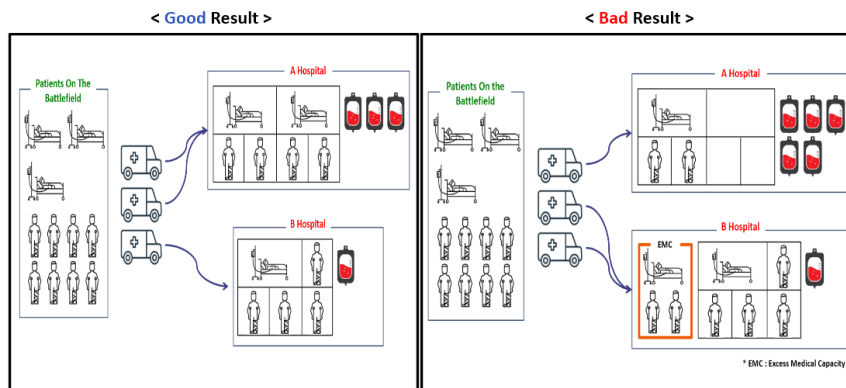 < Good Result >
Patients On The
Battlefield
A Hospital
B Hospital
< Bad Result >
Patients On the
Battlefield
A Hospital
B Hospital
EMC
* EMC : Excess Medical Capacity